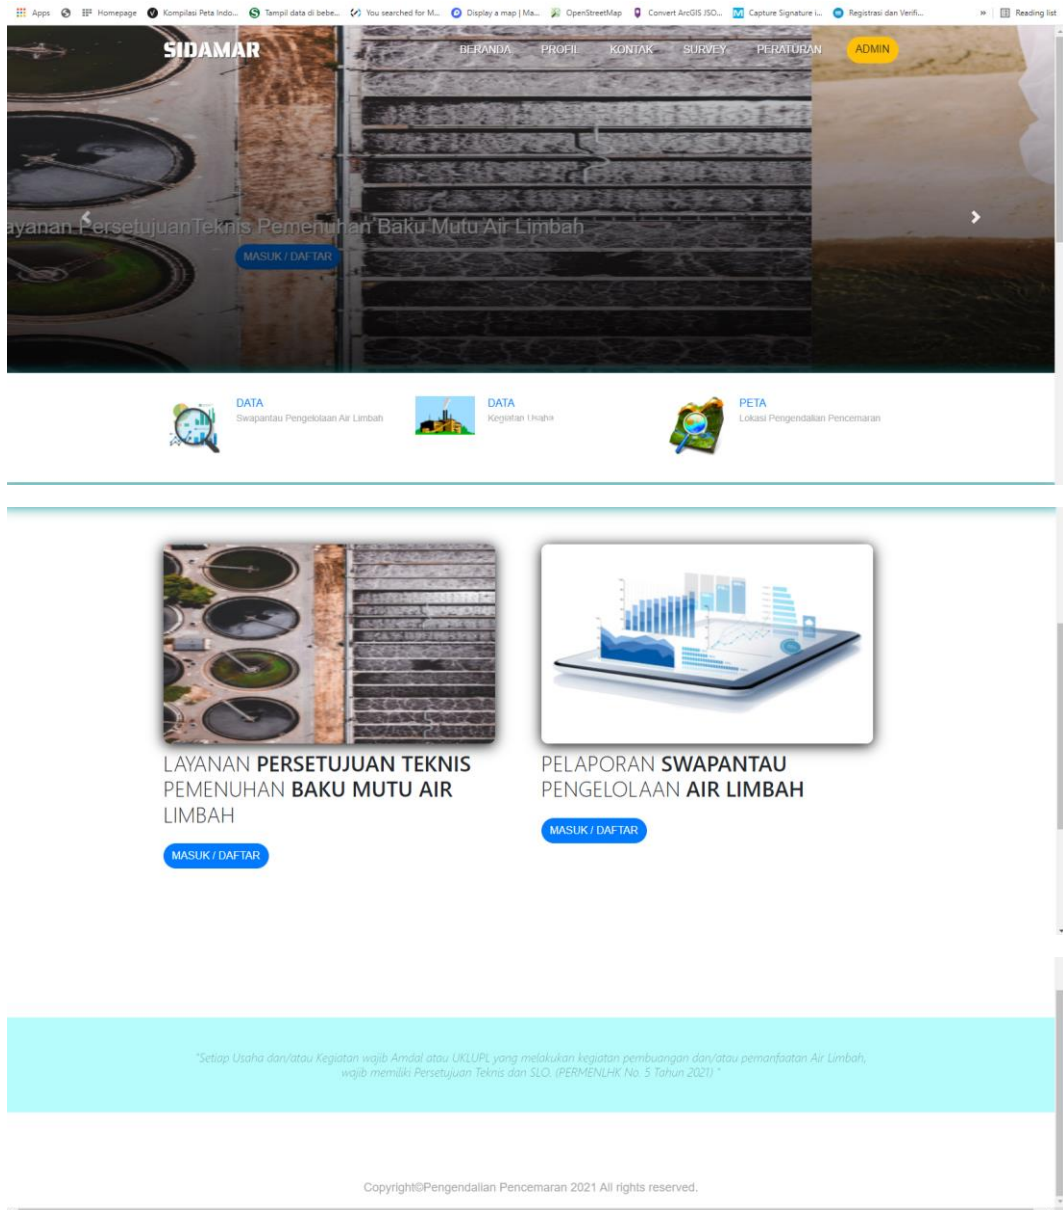 Apps Homepage Kompilasi Peta Indo... Tampil data di bebe... You searched for M... Display a map | Ma... OpenStreetMap Convert ArcGIS JSO... Capture Signature i... Registrasi dan Verifi... » Reading list
SIDAMAR BERANDA PROFIL KONTAK SURVEY PERATURAN ADMIN
ayanan PersetujuanTeknis Pemenuhan Baku Mutu Air Limbah
MASUK / DAFTAR
DATA DATA PETA
Swapantau Pengelolaan Air Limbah Kegiatan Usaha Lokasi Pengendalian Pencemaran
LAYANAN PERSETUJUAN TEKNIS
PEMENUHAN BAKU MUTU AIR
LIMBAH
MASUK / DAFTAR
PELAPORAN SWAPANTAU
PENGELOLAAN AIR LIMBAH
MASUK / DAFTAR
"Setiap Usaha dan/atau Kegiatan wajib Amdal atau UKLUPL yang melakukan kegiatan pembuangan dan/atau pemanfaatan Air Limbah,
wajib memiliki Persetujuan Teknis dan SLO. (PERMENLHK No. 5 Tahun 2021) "
Copyright©Pengendalian Pencemaran 2021 All rights reserved.